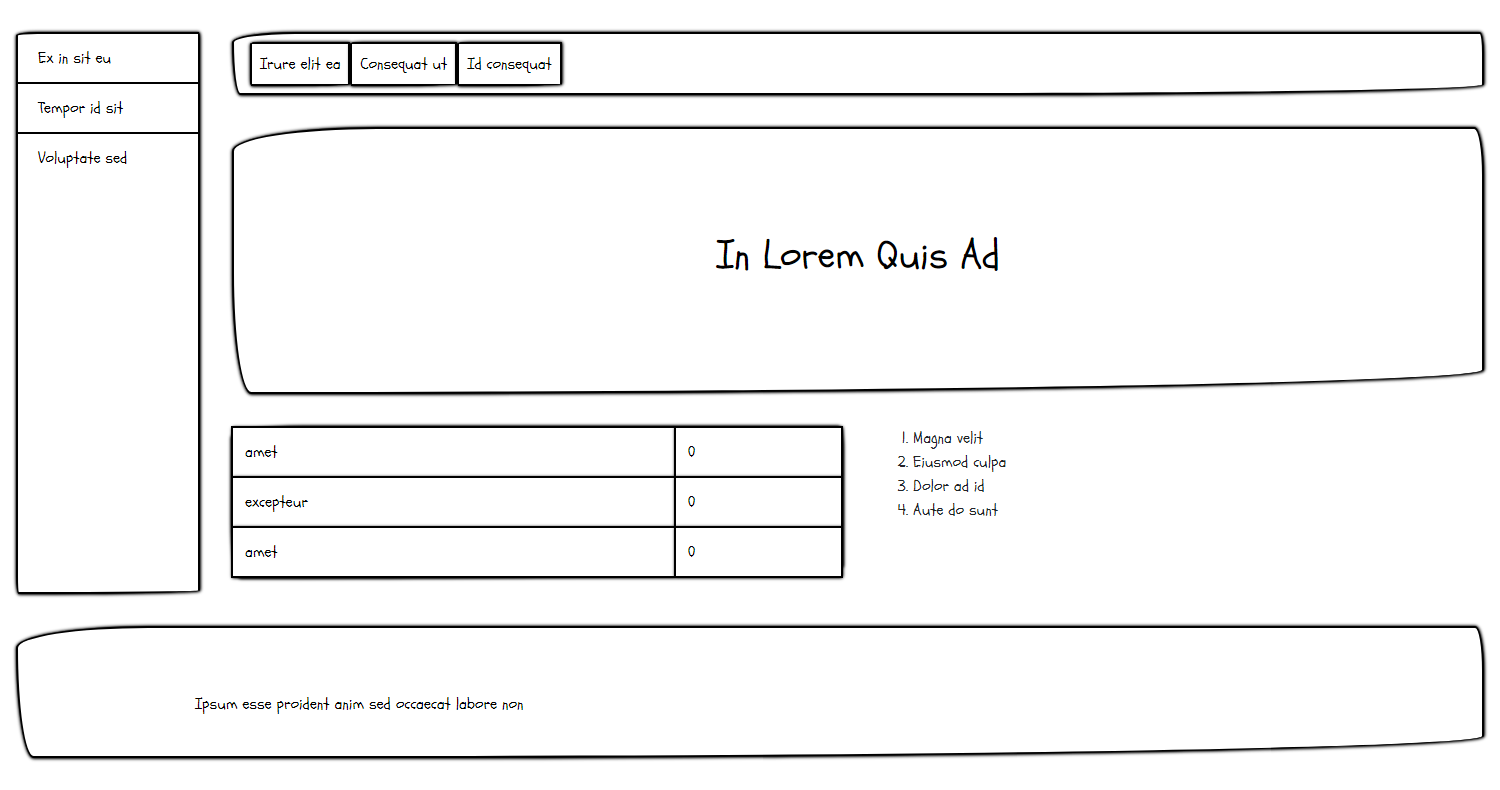 Ex in sit eu
Tempor id sit
Voluptate sed
Irure elit ea
Consequat ut
Id consequat
In Lorem Quis Ad
amet 0
excepteur 0
amet 0
1. Magna velit
2. Eiusmod culpa
3. Dolor ad id
4. Aute do sunt
Ipsum esse proident anim sed occaecat labore non